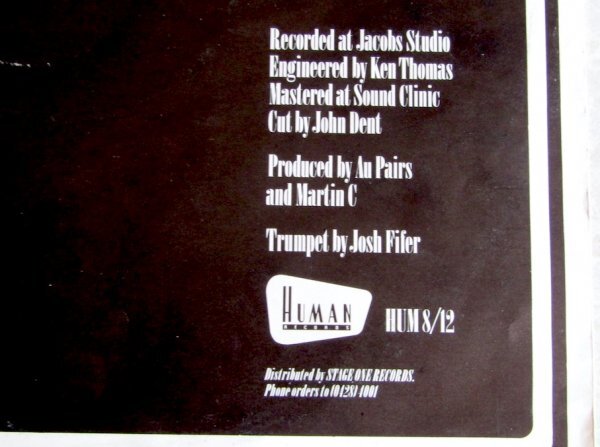 Recorded at Jacobs Studio
Engineered by Ken Thomas
Mastered at Sound Clinic
Cut by John Dent
Produced by Au Pairs
and Martin C
Trumpet by Josh Fifer
HUMAN
RECORDS
HUM 8/12
Distributed by STAGE ONE RECORDS.
Phone orders to (0428) 4001